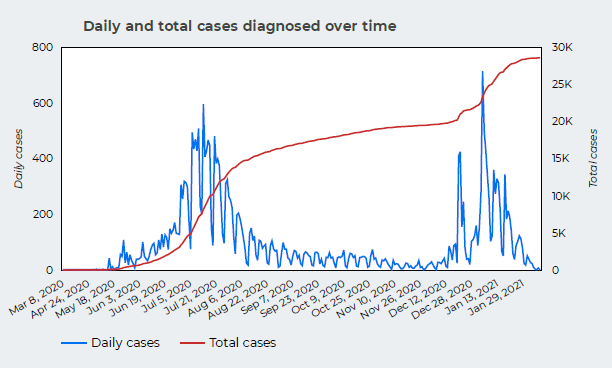 Daily and total cases diagnosed over time
800
600
400
200
0
30K
25K
20K
15K
10K
5K
0
Daily cases
Total cases
Mar 8, 2020
Apr 24, 2020
May 18, 2020
Jun 3, 2020
Jun 19, 2020
Jul 5, 2020
Jul 21, 2020
Aug 6, 2020
Aug 22, 2020
Sep 7, 2020
Sep 23, 2020
Oct 9, 2020
Oct 25, 2020
Nov 10, 2020
Nov 26, 2020
Dec 12, 2020
Dec 28, 2020
Jan 13, 2021
Jan 29, 2021
Daily cases
Total cases